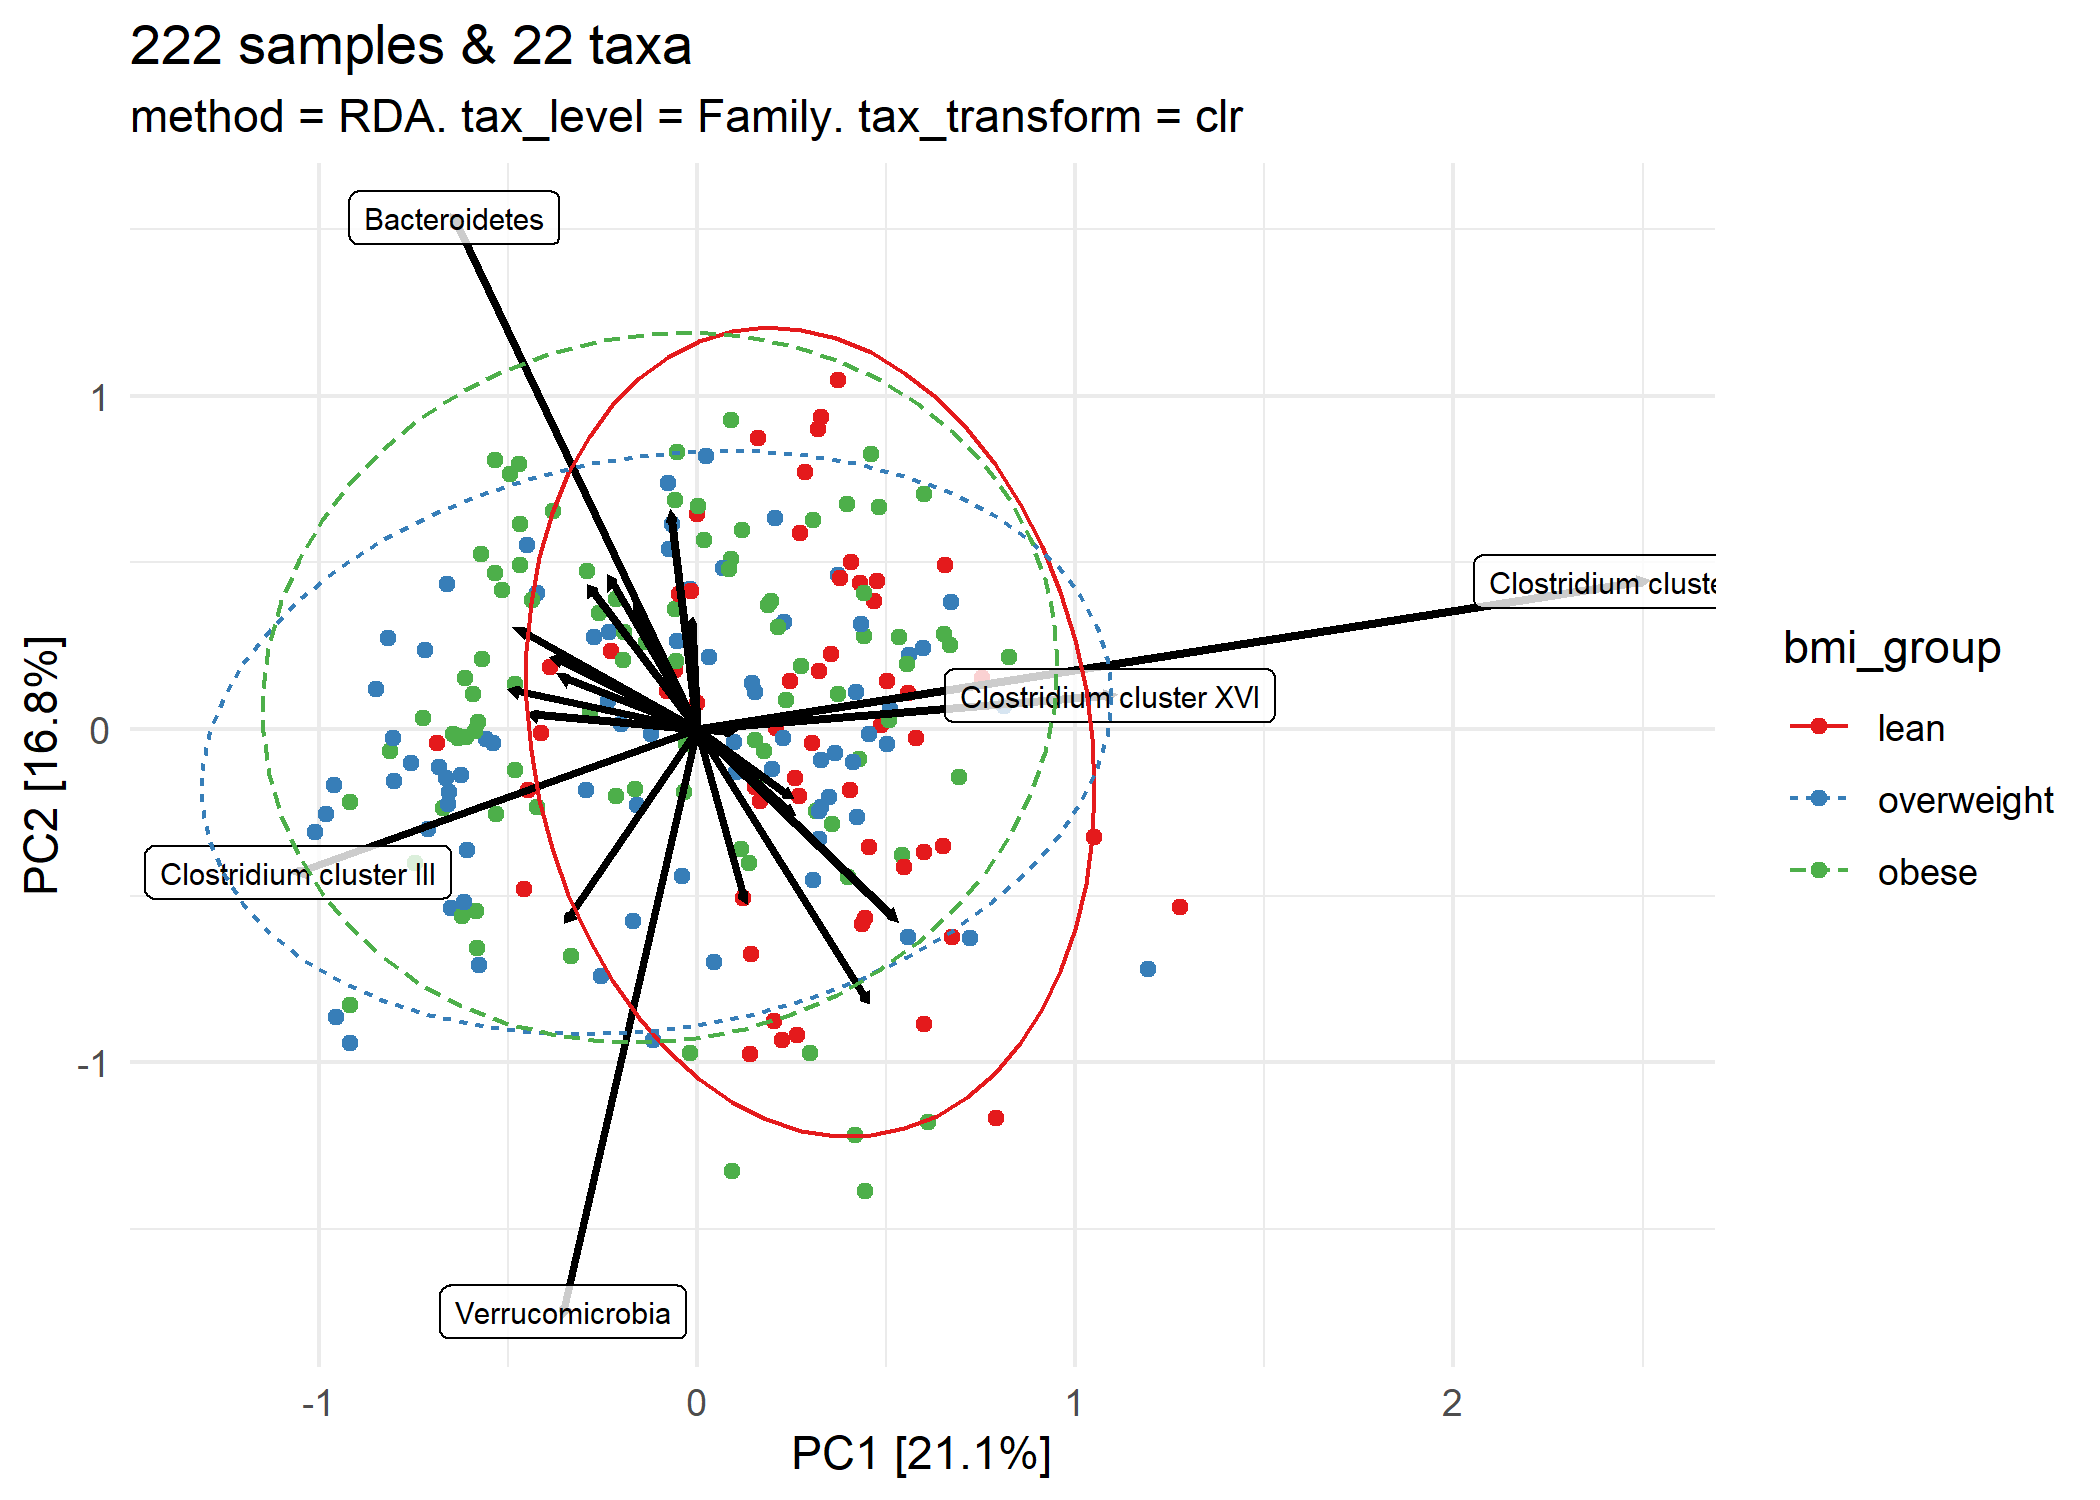 222 samples & 22 taxa
method = RDA. tax_level = Family. tax_transform = clr
Bacteroidetes
Clostridium cluste
Clostridium cluster XVI
Clostridium cluster III
Verrucomicrobia
1
0
-1
PC2 [16.8%]
-1
0
1
2
PC1 [21.1%]
bmi_group
lean
overweight
obese